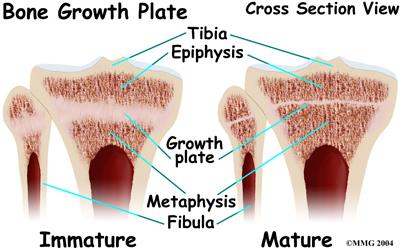 Bone Growth Plate
Cross Section View
Tibia
Epiphysis
Growth
plate
Metaphysis
Fibula
Immature
Mature
©MMG 2004